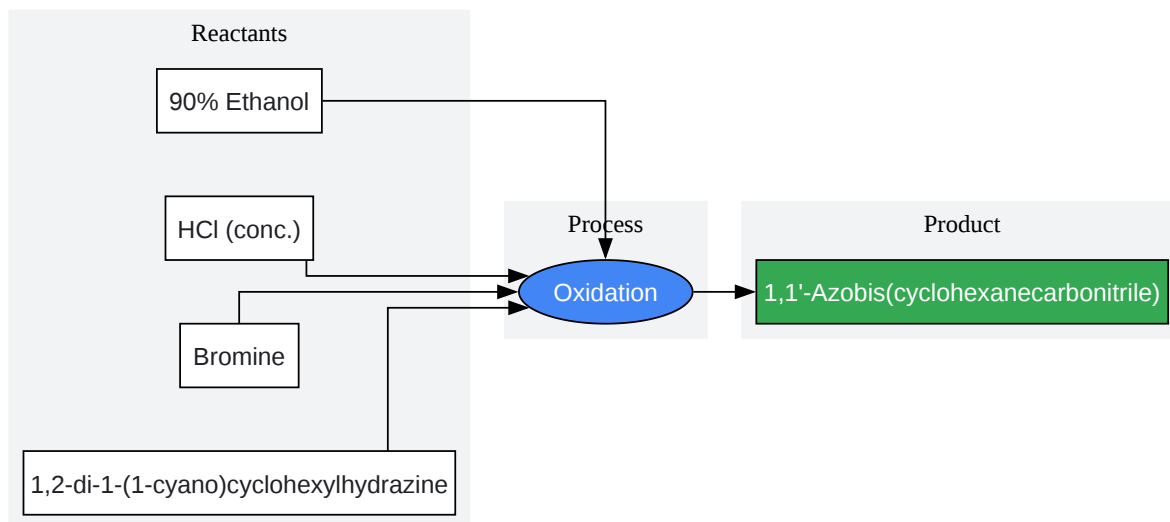 Reactants
90% Ethanol
HCl (conc.)
Bromine
1,2-di-1-(1-cyano)cyclohexylhydrazine
Process
Oxidation
Product
1,1'-Azobis(cyclohexanecarbonitrile)